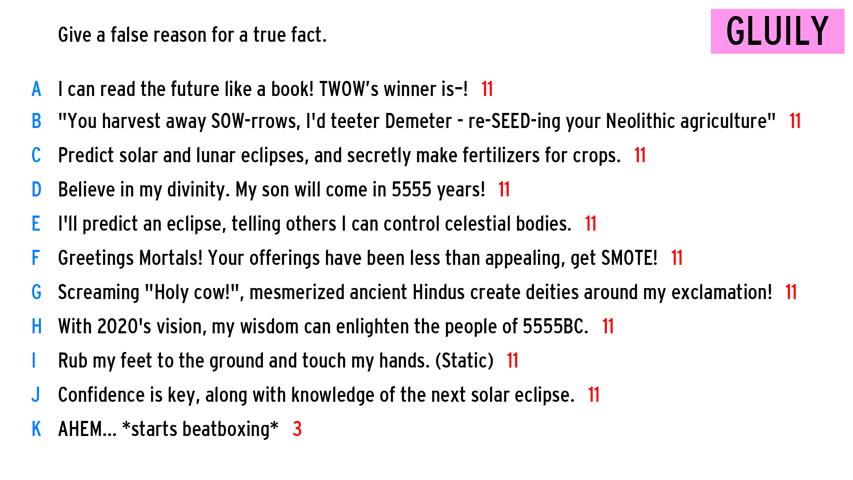 Give a false reason for a true fact.
GLUILY
A I can read the future like a book! TWOW's winner is–! 11
B "You harvest away SOW-rrows, I'd teeter Demeter - re-SEED-ing your Neolithic agriculture" 11
C Predict solar and lunar eclipses, and secretly make fertilizers for crops. 11
D Believe in my divinity. My son will come in 5555 years! 11
E I'll predict an eclipse, telling others I can control celestial bodies. 11
F Greetings Mortals! Your offerings have been less than appealing, get SMOTE! 11
G Screaming "Holy cow!", mesmerized ancient Hindus create deities around my exclamation! 11
H With 2020's vision, my wisdom can enlighten the people of 5555BC. 11
I Rub my feet to the ground and touch my hands. (Static) 11
J Confidence is key, along with knowledge of the next solar eclipse. 11
K AHEM... *starts beatboxing* 3